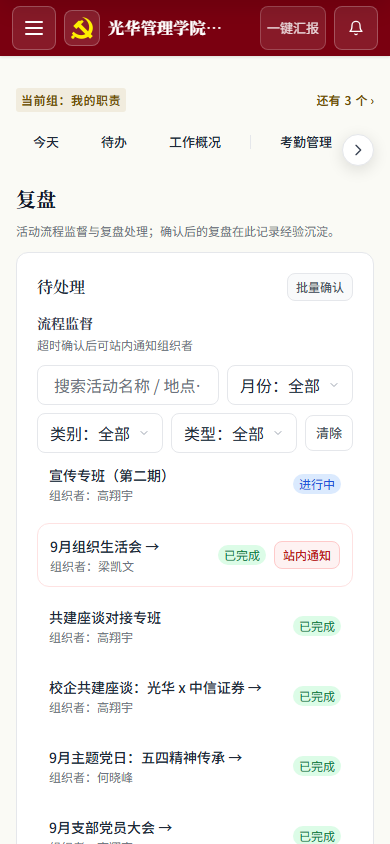 光华管理学院…
一键汇报
当前组：我的职责
还有 3 个 ›
今天
待办
工作概况
考勤管理
复盘
活动流程监督与复盘处理；确认后的复盘在此记录经验沉淀。
待处理
批量确认
流程监督
超时确认后可站内通知组织者
搜索活动名称 / 地点·
月份：全部
类别：全部
类型：全部
清除
宣传专班（第二期）
进行中
组织者：高翔宇
9月组织生活会 →
已完成
站内通知
组织者：梁凯文
共建座谈对接专班
已完成
组织者：高翔宇
校企共建座谈：光华 x 中信证券 →
已完成
组织者：高翔宇
9月主题党日：五四精神传承 →
已完成
组织者：何晓峰
9月支部党员大会 →
已完成